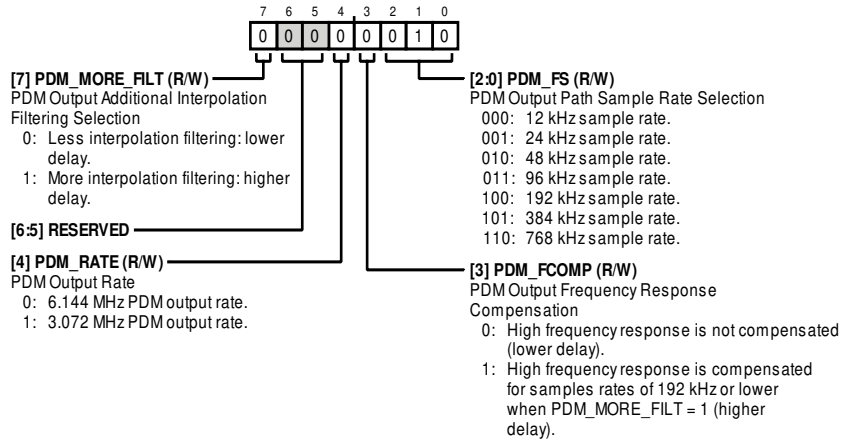 7 6 5 4 3 2 1 0
0 0 0 0 0 0 1 0
[7] PDM_MORE_FILT (R/W)
PDM Output Additional Interpolation
Filtering Selection
0: Less interpolation filtering: lower
delay.
1: More interpolation filtering: higher
delay.
[6:5] RESERVED
[4] PDM_RATE (R/W)
PDM Output Rate
0: 6.144 MHz PDM output rate.
1: 3.072 MHz PDM output rate.
[2:0] PDM_FS (R/W)
PDM Output Path Sample Rate Selection
000: 12 kHz sample rate.
001: 24 kHz sample rate.
010: 48 kHz sample rate.
011: 96 kHz sample rate.
100: 192 kHz sample rate.
101: 384 kHz sample rate.
110: 768 kHz sample rate.
[3] PDM_FCOMP (R/W)
PDM Output Frequency Response
Compensation
0: High frequency response is not compensated
(lower delay).
1: High frequency response is compensated
for samples rates of 192 kHz or lower
when PDM_MORE_FILT = 1 (higher
delay).